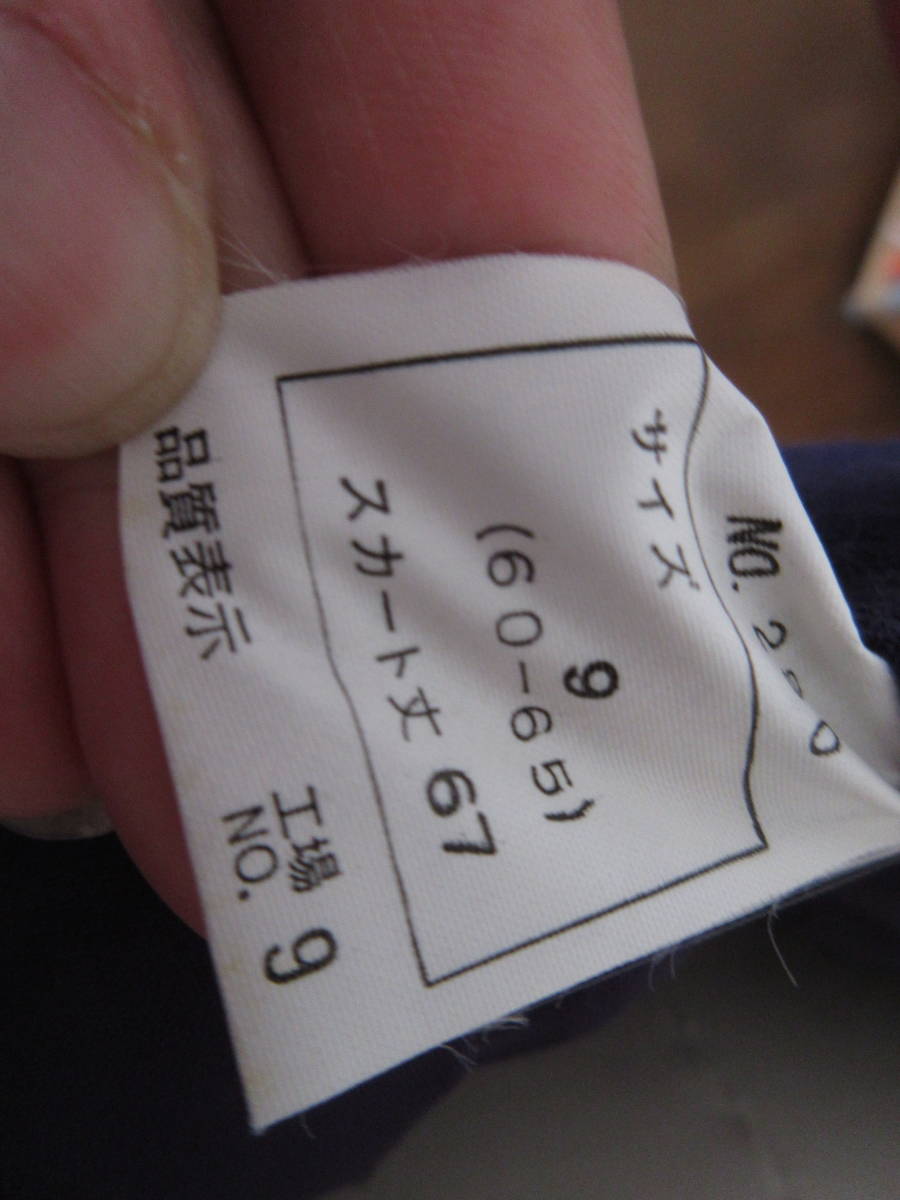 NO.
サイズ
9
(60-65)
スカート丈 67
品質表示
工場
NO. 9